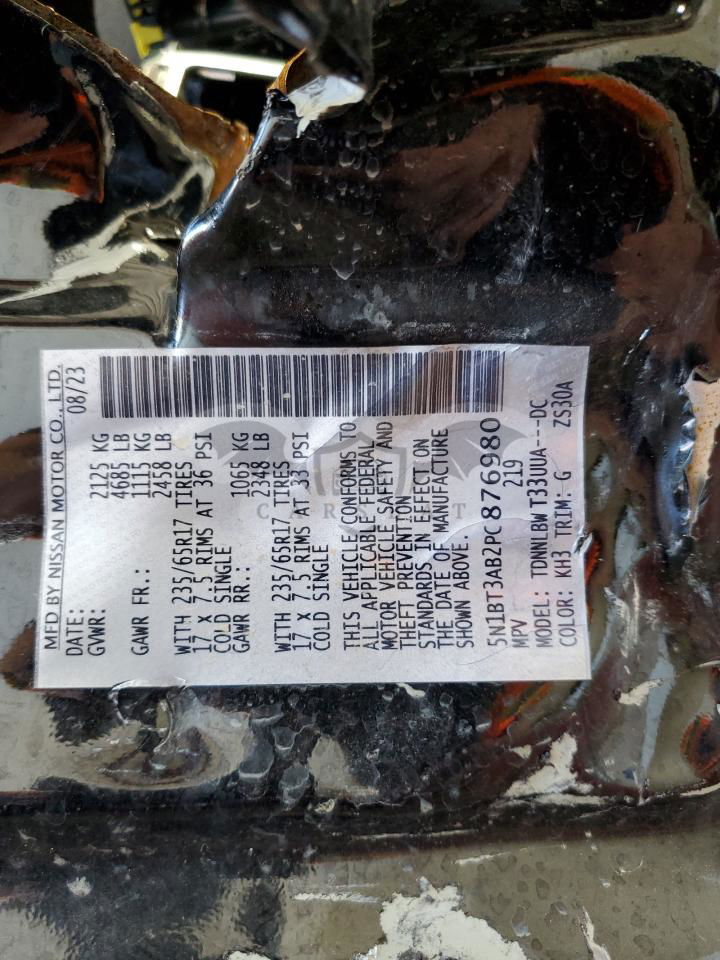 MFD BY NISSAN MOTOR CO., LTD.
DATE: 08/23
GVWR: 2125 KG
4685 LB
GAWR FR.: 1115 KG
2458 LB
WITH 235/65R17 TIRES
17 X 7.5 RIMS AT 36 PSI
COLD SINGLE
GAWR RR.: 1065 KG
2348 LB
WITH 235/65R17 TIRES
17 X 7.5 RIMS AT 33 PSI
COLD SINGLE
THIS VEHICLE CONFORMS TO
ALL APPLICABLE FEDERAL
MOTOR VEHICLE SAFETY AND
THEFT PREVENTION
STANDARDS IN EFFECT ON
THE DATE OF MANUFACTURE
SHOWN ABOVE.
5N1BT3AB2PC876980
MPV 219
MODEL: TDNNLBW T33UUA---DC
COLOR: KH3 TRIM: G ZS30A